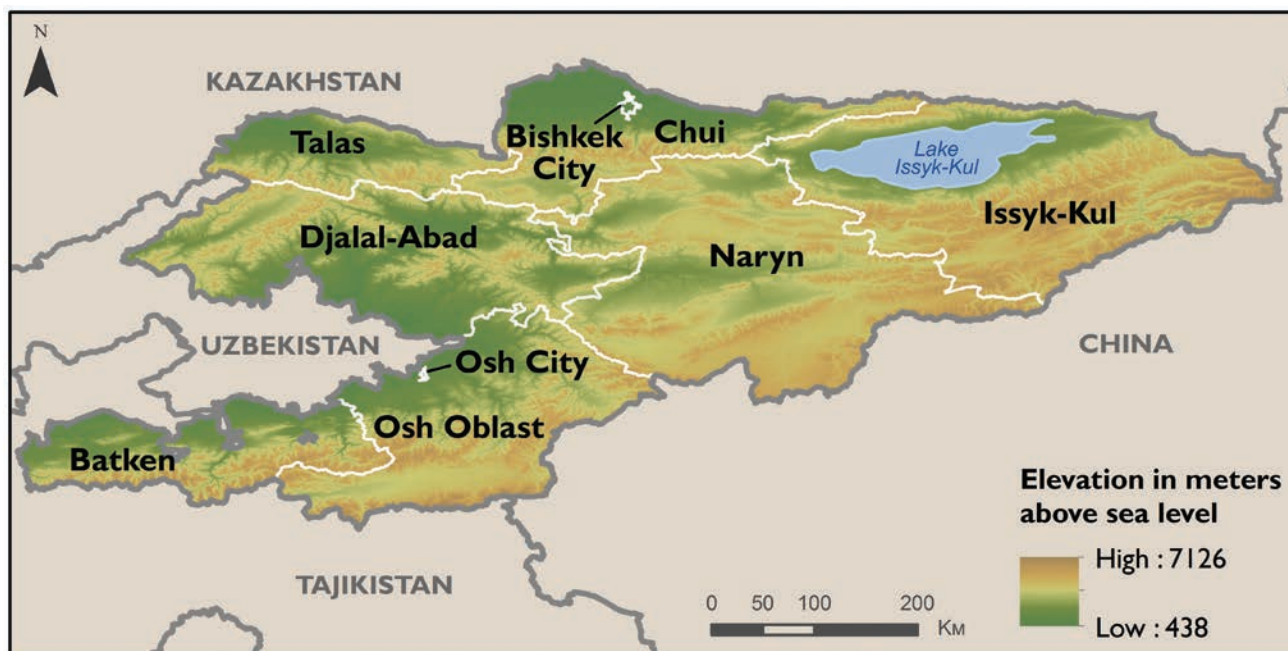 N
KAZAKHSTAN
Talas
Bishkek
City
Chui
Lake
Issyk-Kul
Issyk-Kul
Djalal-Abad
Naryn
UZBEKISTAN
CHINA
Osh City
Osh Oblast
Batken
TAJIKISTAN
Elevation in meters
above sea level
High : 7126
Low : 438
0 50 100 200
KM